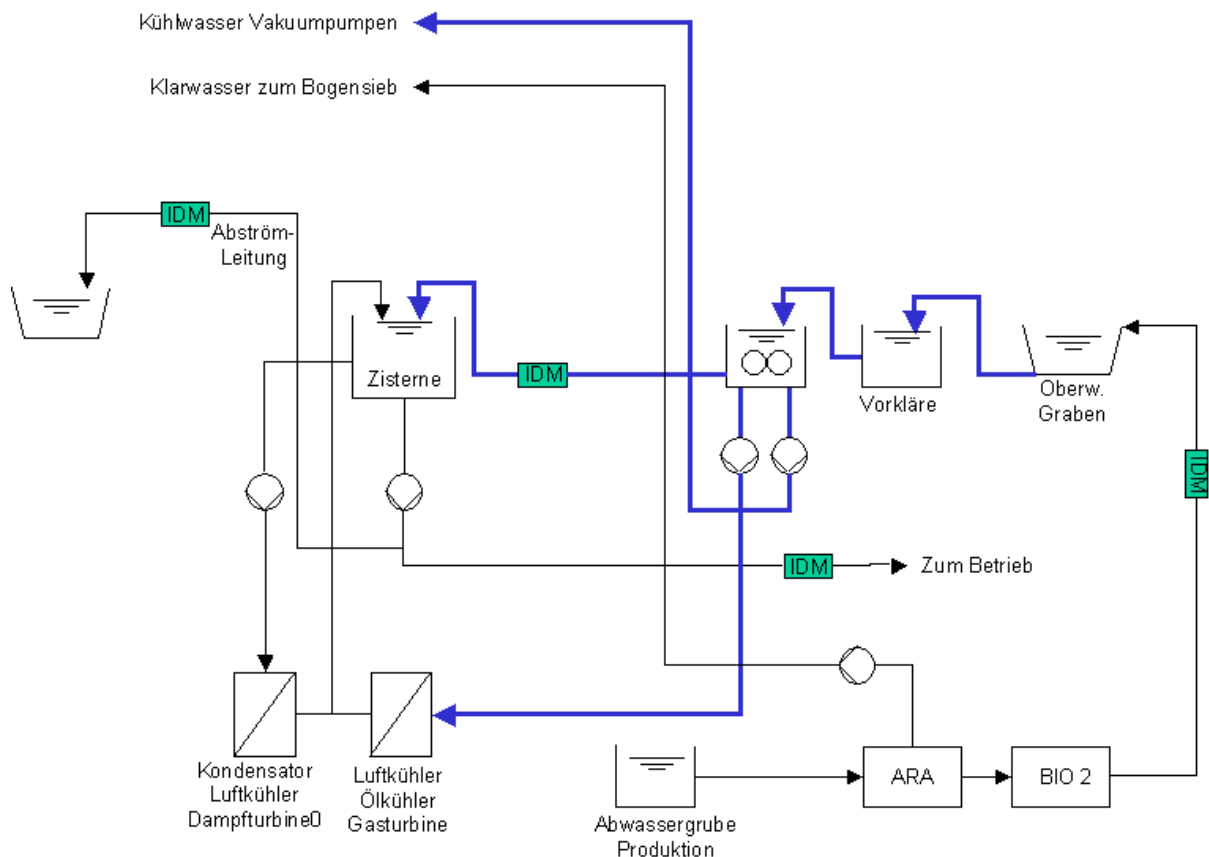 Kühlwasser Vakuumpumpen
Klarwasser zum Bogensieb
IDM
Abström-
Leitung
Zisterne
IDM
Vorkläre
Oberw.
Graben
IDM
IDM
Zum Betrieb
Kondensator
Luftkühler
Dampfturbine0
Luftkühler
Ölkühler
Gasturbine
Abwassergrube
Produktion
ARA
BIO 2